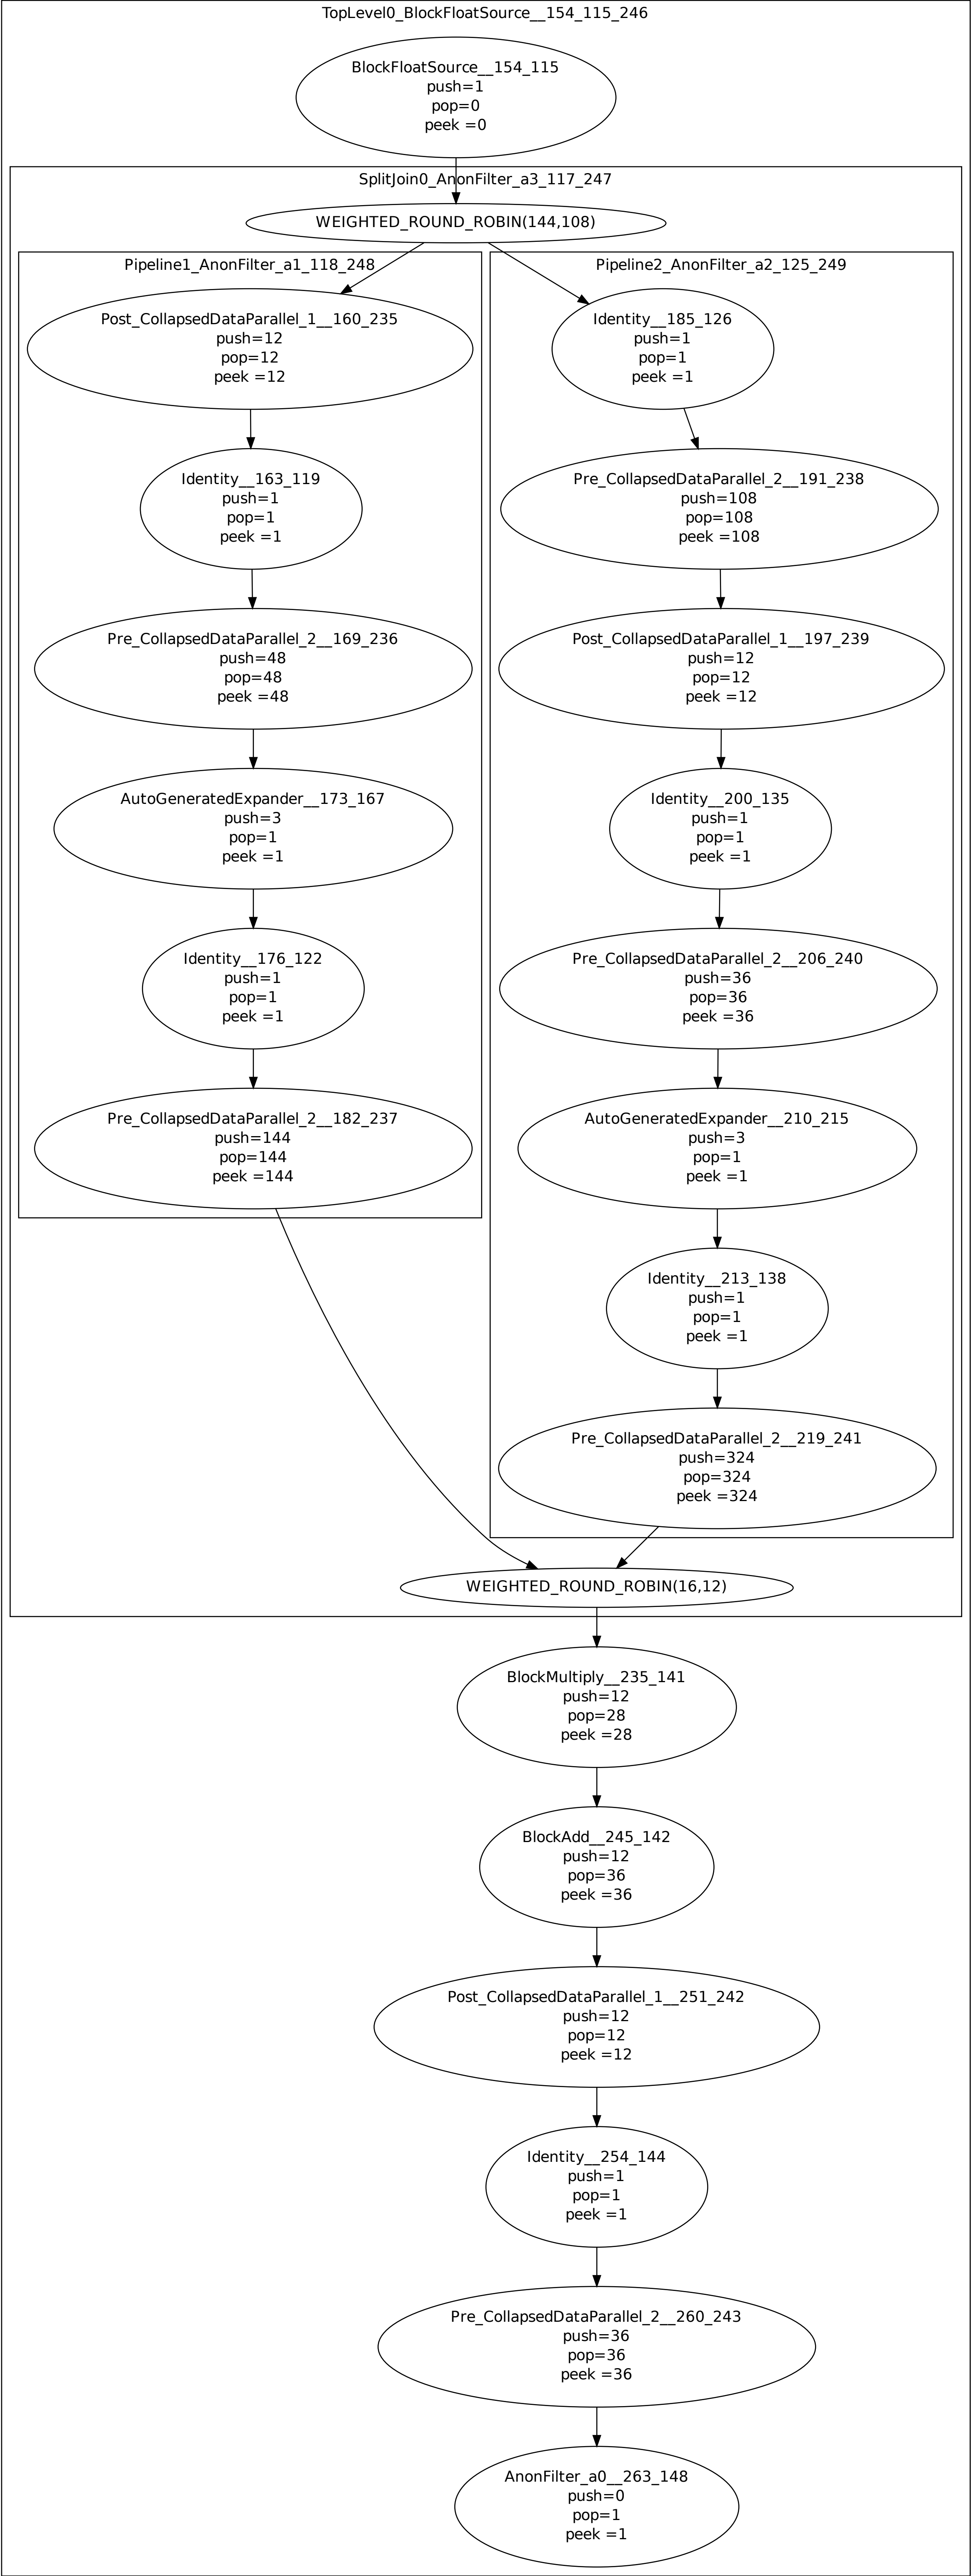 TopLevel0_BlockFloatSource__154_115_246
BlockFloatSource__154_115
push=1
pop=0
peek =0
SplitJoin0_AnonFilter_a3_117_247
WEIGHTED_ROUND_ROBIN(144,108)
Pipeline1_AnonFilter_a1_118_248
Post_CollapsedDataParallel_1__160_235
push=12
pop=12
peek =12
Identity__163_119
push=1
pop=1
peek =1
Pre_CollapsedDataParallel_2__169_236
push=48
pop=48
peek =48
AutoGeneratedExpander__173_167
push=3
pop=1
peek =1
Identity__176_122
push=1
pop=1
peek =1
Pre_CollapsedDataParallel_2__182_237
push=144
pop=144
peek =144
Pipeline2_AnonFilter_a2_125_249
Identity__185_126
push=1
pop=1
peek =1
Pre_CollapsedDataParallel_2__191_238
push=108
pop=108
peek =108
Post_CollapsedDataParallel_1__197_239
push=12
pop=12
peek =12
Identity__200_135
push=1
pop=1
peek =1
Pre_CollapsedDataParallel_2__206_240
push=36
pop=36
peek =36
AutoGeneratedExpander__210_215
push=3
pop=1
peek =1
Identity__213_138
push=1
pop=1
peek =1
Pre_CollapsedDataParallel_2__219_241
push=324
pop=324
peek =324
WEIGHTED_ROUND_ROBIN(16,12)
BlockMultiply__235_141
push=12
pop=28
peek =28
BlockAdd__245_142
push=12
pop=36
peek =36
Post_CollapsedDataParallel_1__251_242
push=12
pop=12
peek =12
Identity__254_144
push=1
pop=1
peek =1
Pre_CollapsedDataParallel_2__260_243
push=36
pop=36
peek =36
AnonFilter_a0__263_148
push=0
pop=1
peek =1